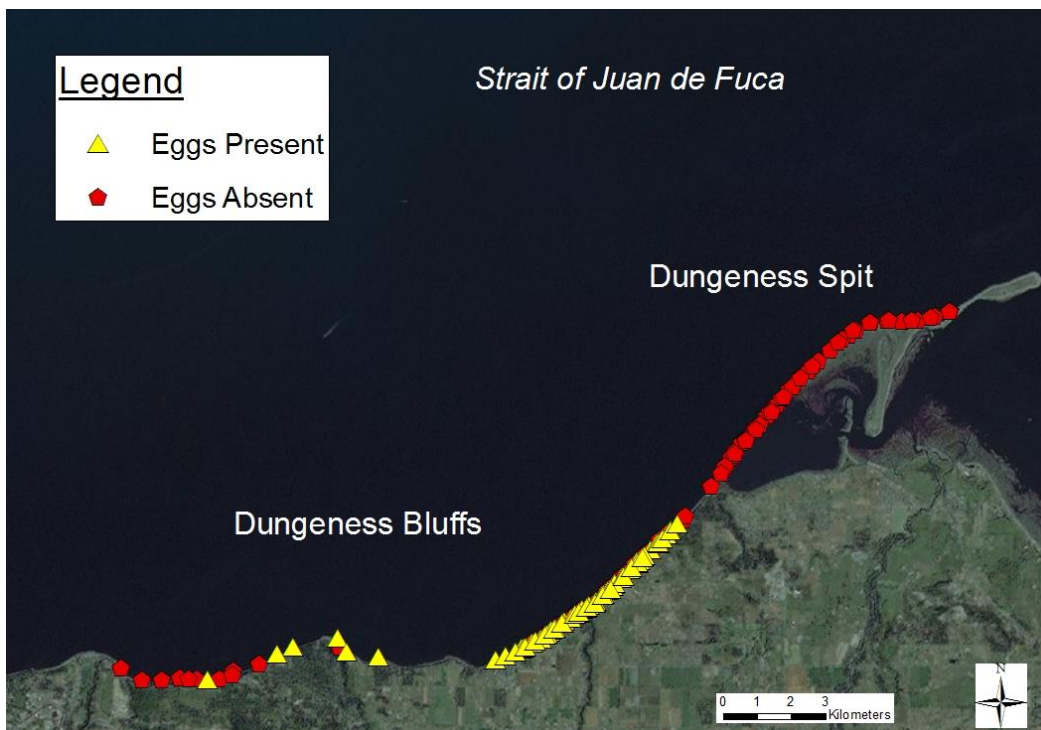 Legend
Eggs Present
Eggs Absent
Strait of Juan de Fuca
Dungeness Spit
Dungeness Bluffs
0 1 2 3
Kilometers
N